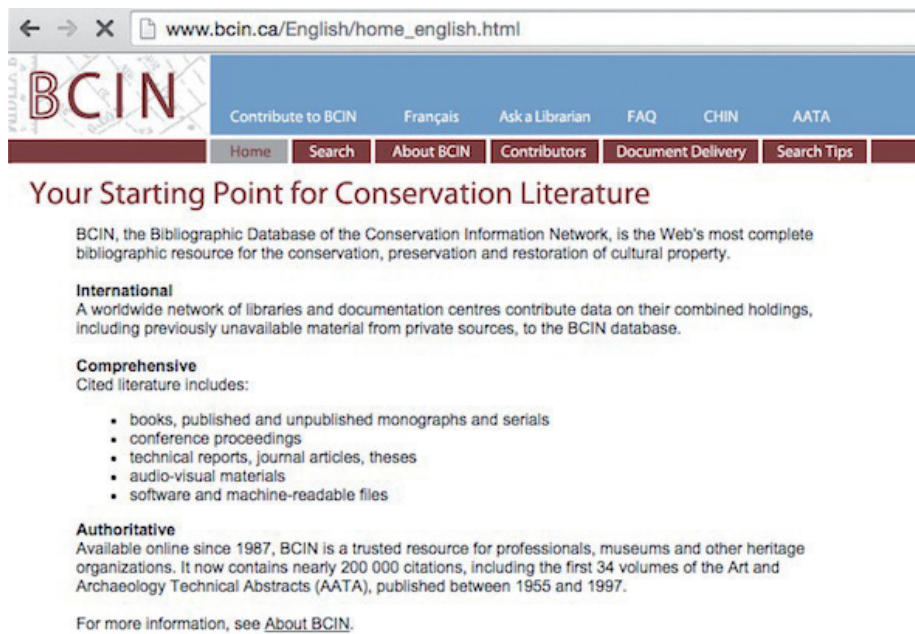 www.bcin.ca/English/home_english.html
BCIN
Contribute to BCIN Français Ask a Librarian FAQ CHIN AATA
Home Search About BCIN Contributors Document Delivery Search Tips
Your Starting Point for Conservation Literature
BCIN, the Bibliographic Database of the Conservation Information Network, is the Web's most complete
bibliographic resource for the conservation, preservation and restoration of cultural property.
International
A worldwide network of libraries and documentation centres contribute data on their combined holdings,
including previously unavailable material from private sources, to the BCIN database.
Comprehensive
Cited literature includes:
• books, published and unpublished monographs and serials
• conference proceedings
• technical reports, journal articles, theses
• audio-visual materials
• software and machine-readable files
Authoritative
Available online since 1987, BCIN is a trusted resource for professionals, museums and other heritage
organizations. It now contains nearly 200 000 citations, including the first 34 volumes of the Art and
Archaeology Technical Abstracts (AATA), published between 1955 and 1997.
For more information, see About BCIN.